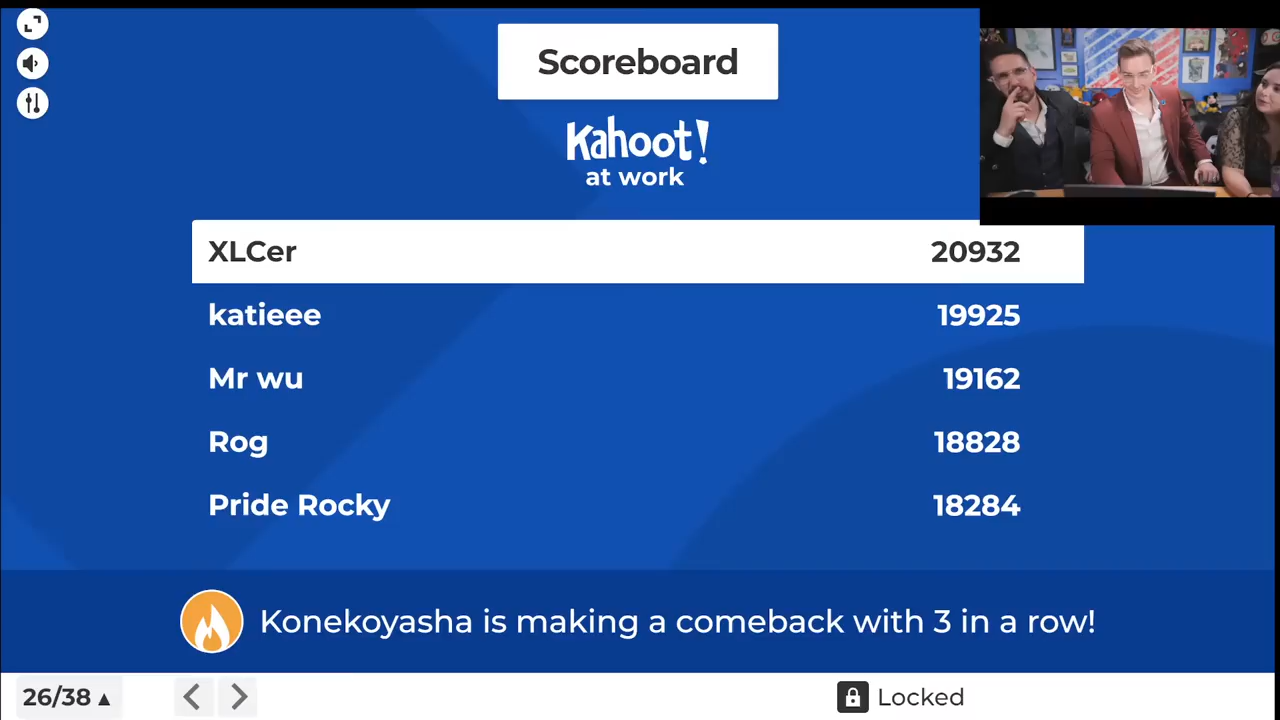 Scoreboard
Kahoot!
at work
XLCer 20932
katieee 19925
Mr wu 19162
Rog 18828
Pride Rocky 18284
Konekoyasha is making a comeback with 3 in a row!
26/38 ▲ Locked